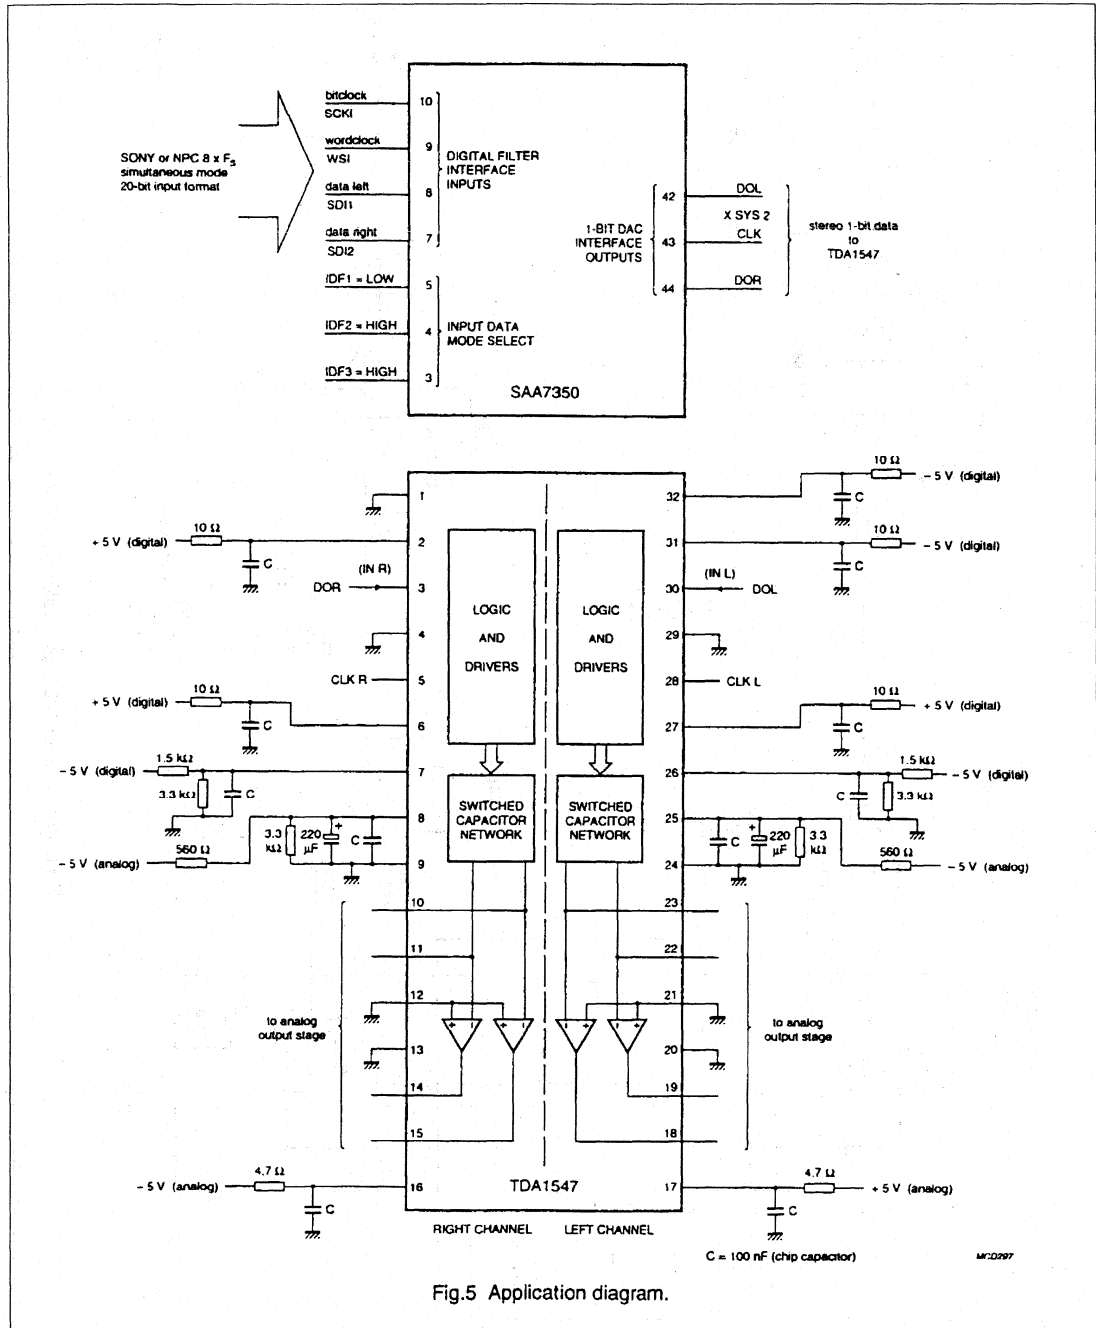 bitclock
SCKI
10
wordclock
WSI
9
data left
SDI1
8
data right
SDI2
7
SONY or NPC 8 x Fs
simultaneous mode
20-bit input format
DIGITAL FILTER
INTERFACE
INPUTS
IDF1 = LOW
5
IDF2 = HIGH
4
IDF3 = HIGH
3
INPUT DATA
MODE SELECT
1-BIT DAC
INTERFACE
OUTPUTS
42
DOL
X SYS 2
43
CLK
44
DOR
stereo 1-bit data
to
TDA1547
SAA7350
1
+ 5 V (digital)
10 Ω
C
2
DOR
(IN R)
3
4
CLK R
5
+ 5 V (digital)
10 Ω
C
6
– 5 V (digital)
1.5 kΩ
3.3 kΩ
C
7
8
3.3
kΩ
220
µF
+
C
– 5 V (analog)
560 Ω
9
10
11
12
13
14
15
to analog
output stage
– 5 V (analog)
4.7 Ω
C
16
LOGIC
AND
DRIVERS
LOGIC
AND
DRIVERS
SWITCHED
CAPACITOR
NETWORK
SWITCHED
CAPACITOR
NETWORK
+
–
+
–
–
+
–
+
TDA1547
RIGHT CHANNEL
LEFT CHANNEL
32
10 Ω
– 5 V (digital)
C
31
10 Ω
– 5 V (digital)
C
30
(IN L)
DOL
29
28
CLK L
27
10 Ω
+ 5 V (digital)
C
26
1.5 kΩ
– 5 V (digital)
C
3.3 kΩ
25
C
+
220
µF
3.3
kΩ
560 Ω
– 5 V (analog)
24
23
22
21
20
19
18
to analog
output stage
17
4.7 Ω
+ 5 V (analog)
C
C = 100 nF (chip capacitor)
MCD297
Fig.5 Application diagram.